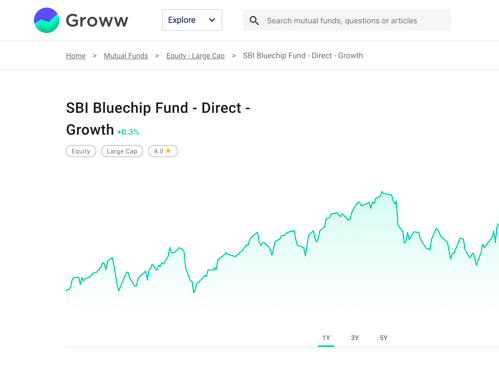 Groww
Explore
Search mutual funds, questions or articles
Home > Mutual Funds > Equity - Large Cap > SBI Bluechip Fund - Direct - Growth
SBI Bluechip Fund - Direct -
Growth +0.3%
Equity Large Cap 4.0 ★
1Y 3Y 5Y